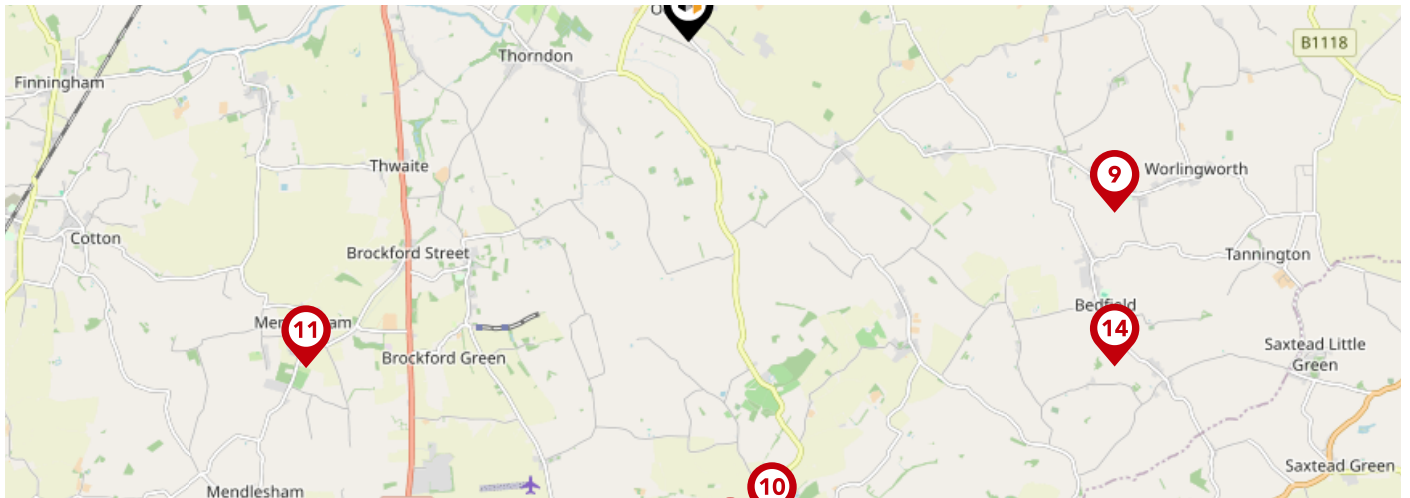 Thorndon
B1118
Finningham
Thwaite
9
Worlingworth
Cotton
Brockford Street
Tannington
Bedfield
11
14
Brockford Green
Saxtead Little
Green
Saxtead Green
10
Mendlesham